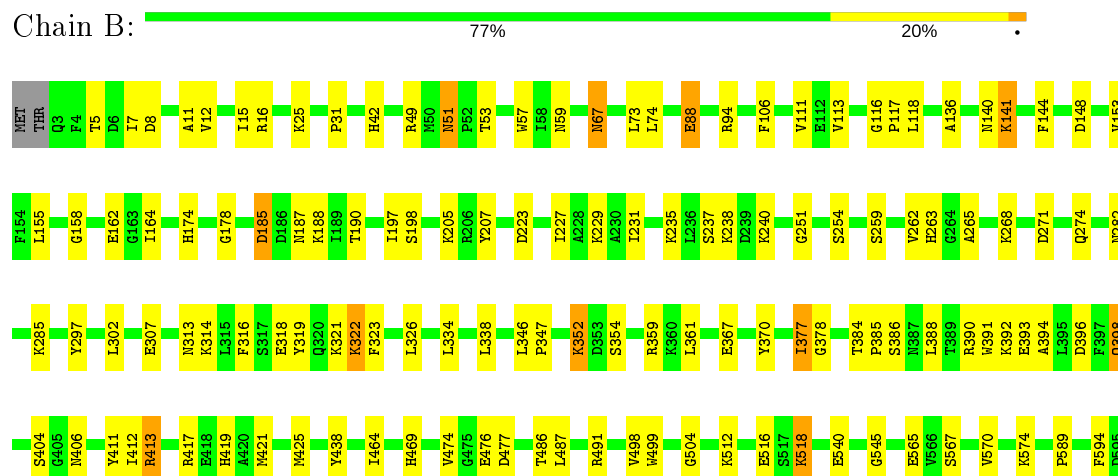 Chain B:
77% 20% •
MET THR Q3 F4 T5 D6 I7 D8 A11 V12 I15 R16 K25 P31 H42 R49 M50 N51 P52 T53 W57 I58 N59 N67 L73 L74 E88 R94 F106 V111 E112 V113 G116 P117 L118 A136 N140 K141 F144 D148 V153
F154 L155 G158 E162 G163 I164 H174 G178 D185 D186 N187 K188 I189 T190 I197 S198 K205 R206 Y207 D223 I227 A228 K229 A230 I231 K235 L236 S237 K238 D239 K240 G251 S254 S259 V262 H263 G264 A265 K268 D271 Q274 N282
K285 Y297 L302 E307 N313 K314 L315 F316 S317 E318 Y319 Q320 K321 K322 F323 L326 L334 L338 L346 P347 K352 D353 S354 R359 K360 L361 E367 Y370 I377 G378 T384 P385 S386 N387 L388 T389 R390 W391 K392 E393 A394 L395 D396 F397
S404 G405 N406 Y411 I412 R413 R417 E418 H419 A420 M421 M425 Y438 I464 H469 V474 G475 E476 D477 T486 L487 R491 V498 W499 G504 K512 E516 S517 K518 E540 G545 E565 V566 S567 V570 K574 P589 F594